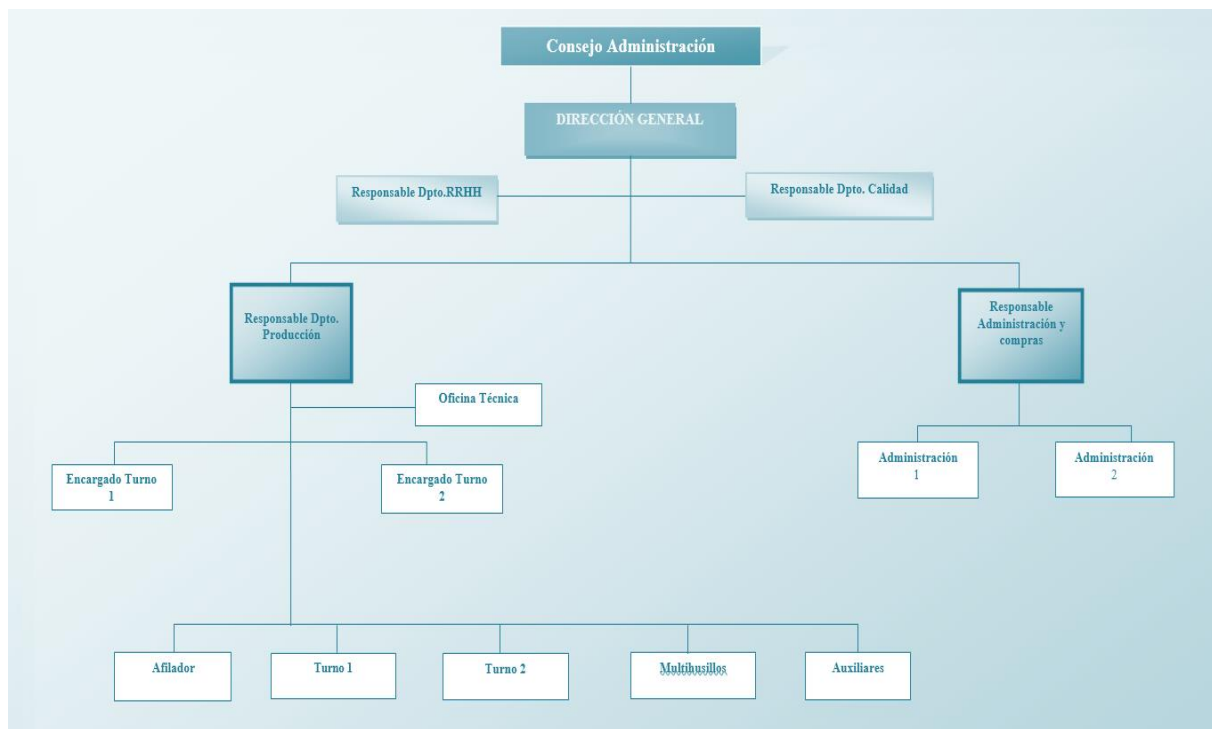 Consejo Administración
DIRECCIÓN GENERAL
Responsable Dpto.RRHH
Responsable Dpto. Calidad
Responsable Dpto.
Producción
Responsable
Administración y
compras
Oficina Técnica
Encargado Turno
1
Encargado Turno
2
Administración
1
Administración
2
Afilador
Turno 1
Turno 2
Multihusillos
Auxiliares